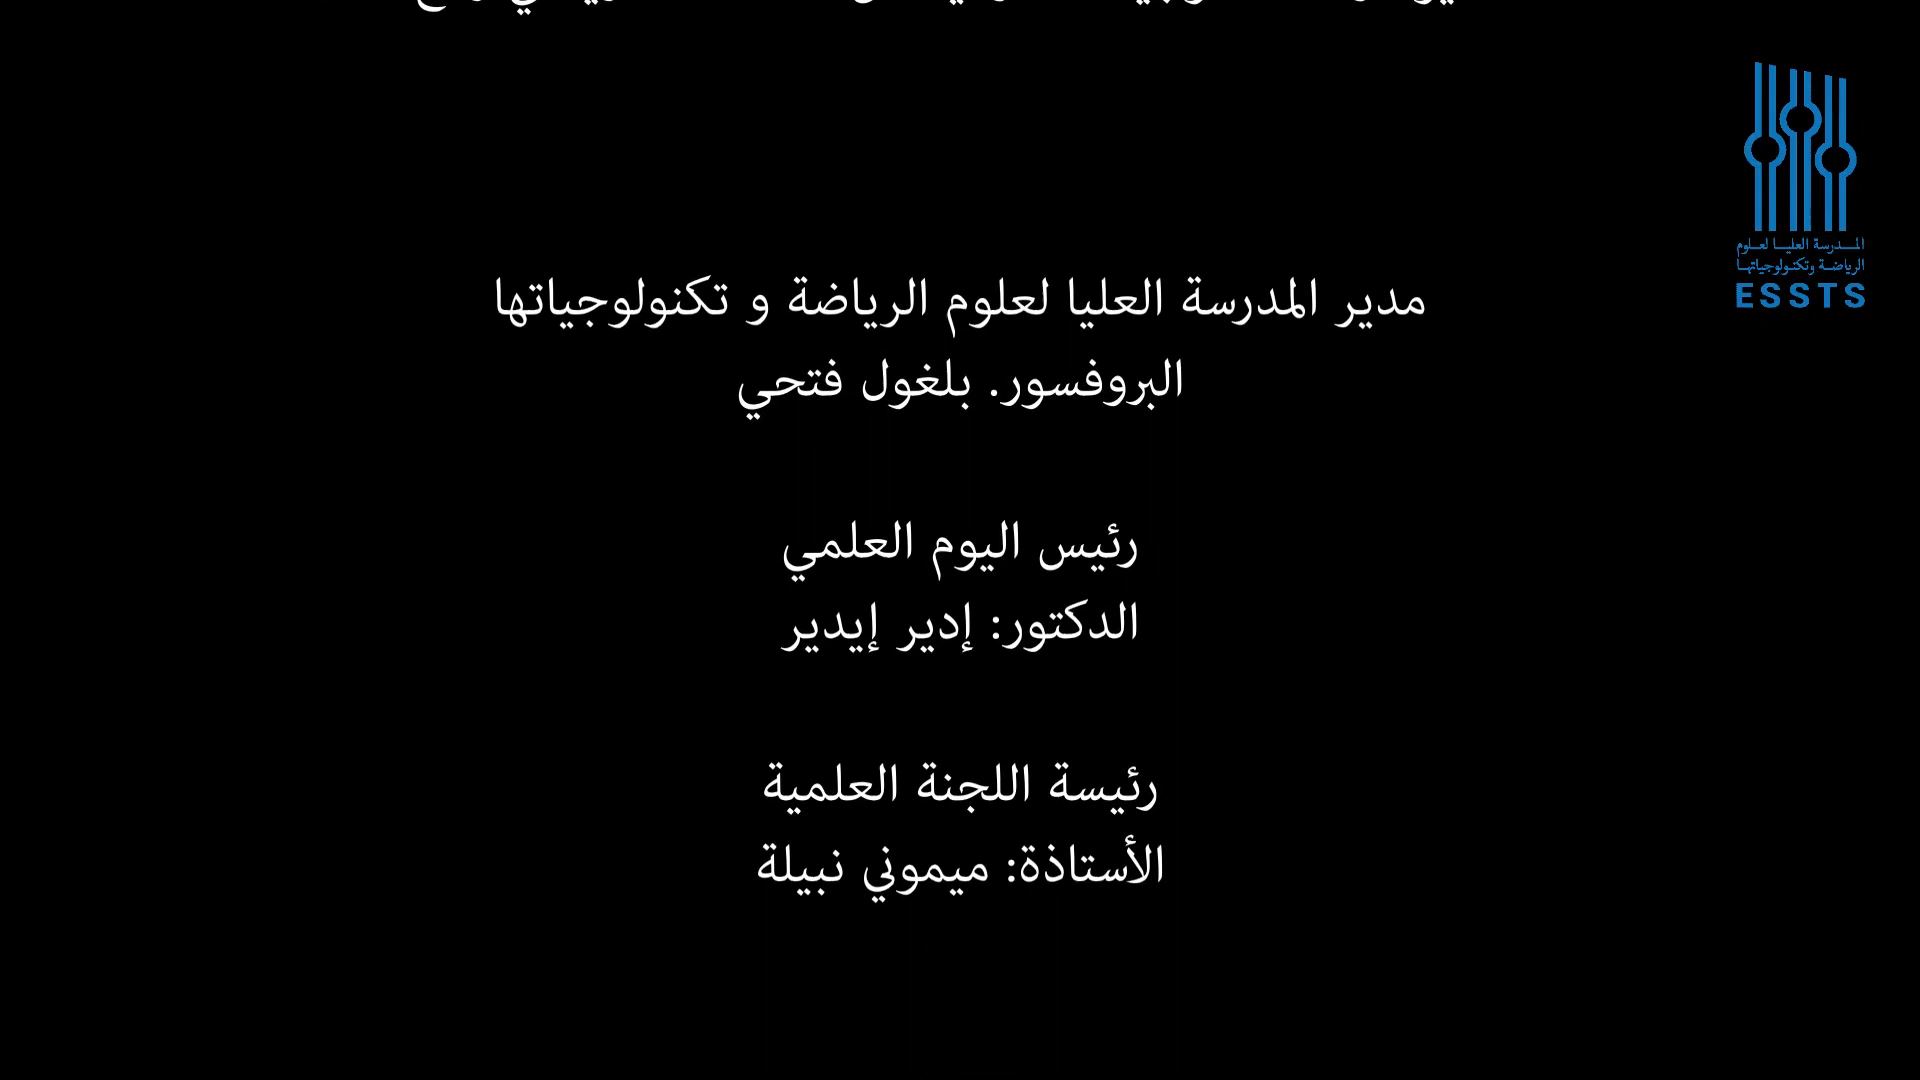 مدير المدرسة العليا لعلوم الرياضة و تكنولوجياتها
البروفسور. بلغول فتحي
رئيس اليوم العلمي
الدكتور: إدير إيدير
رئيسة اللجنة العلمية
الأستاذة: ميموني نبيلة
المدرسة العليا لعلوم
الرياضة وتكنولوجياتها
ESSTS